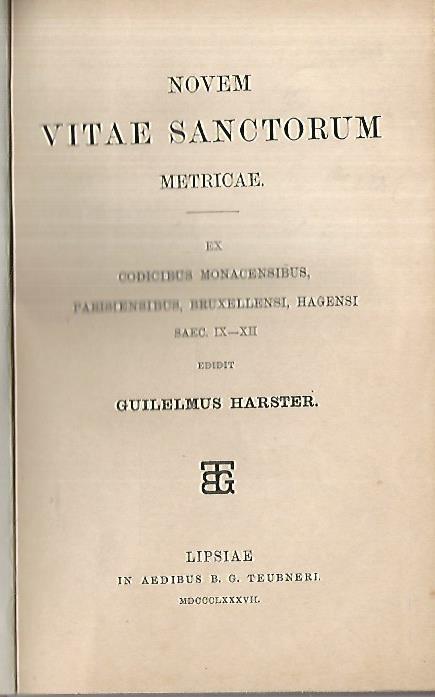 NOVEM
VITAE SANCTORUM
METRICAE.
EX
CODICIBUS MONACENSIBUS,
PARISIENSIBUS, BRUXELLENSI, HAGENSI
SAEC. IX—XII
EDIDIT
GUILELMUS HARSTER.
BTG
LIPSIAE
IN AEDIBUS B. G. TEUBNERI.
MDCCCLXXXVII.